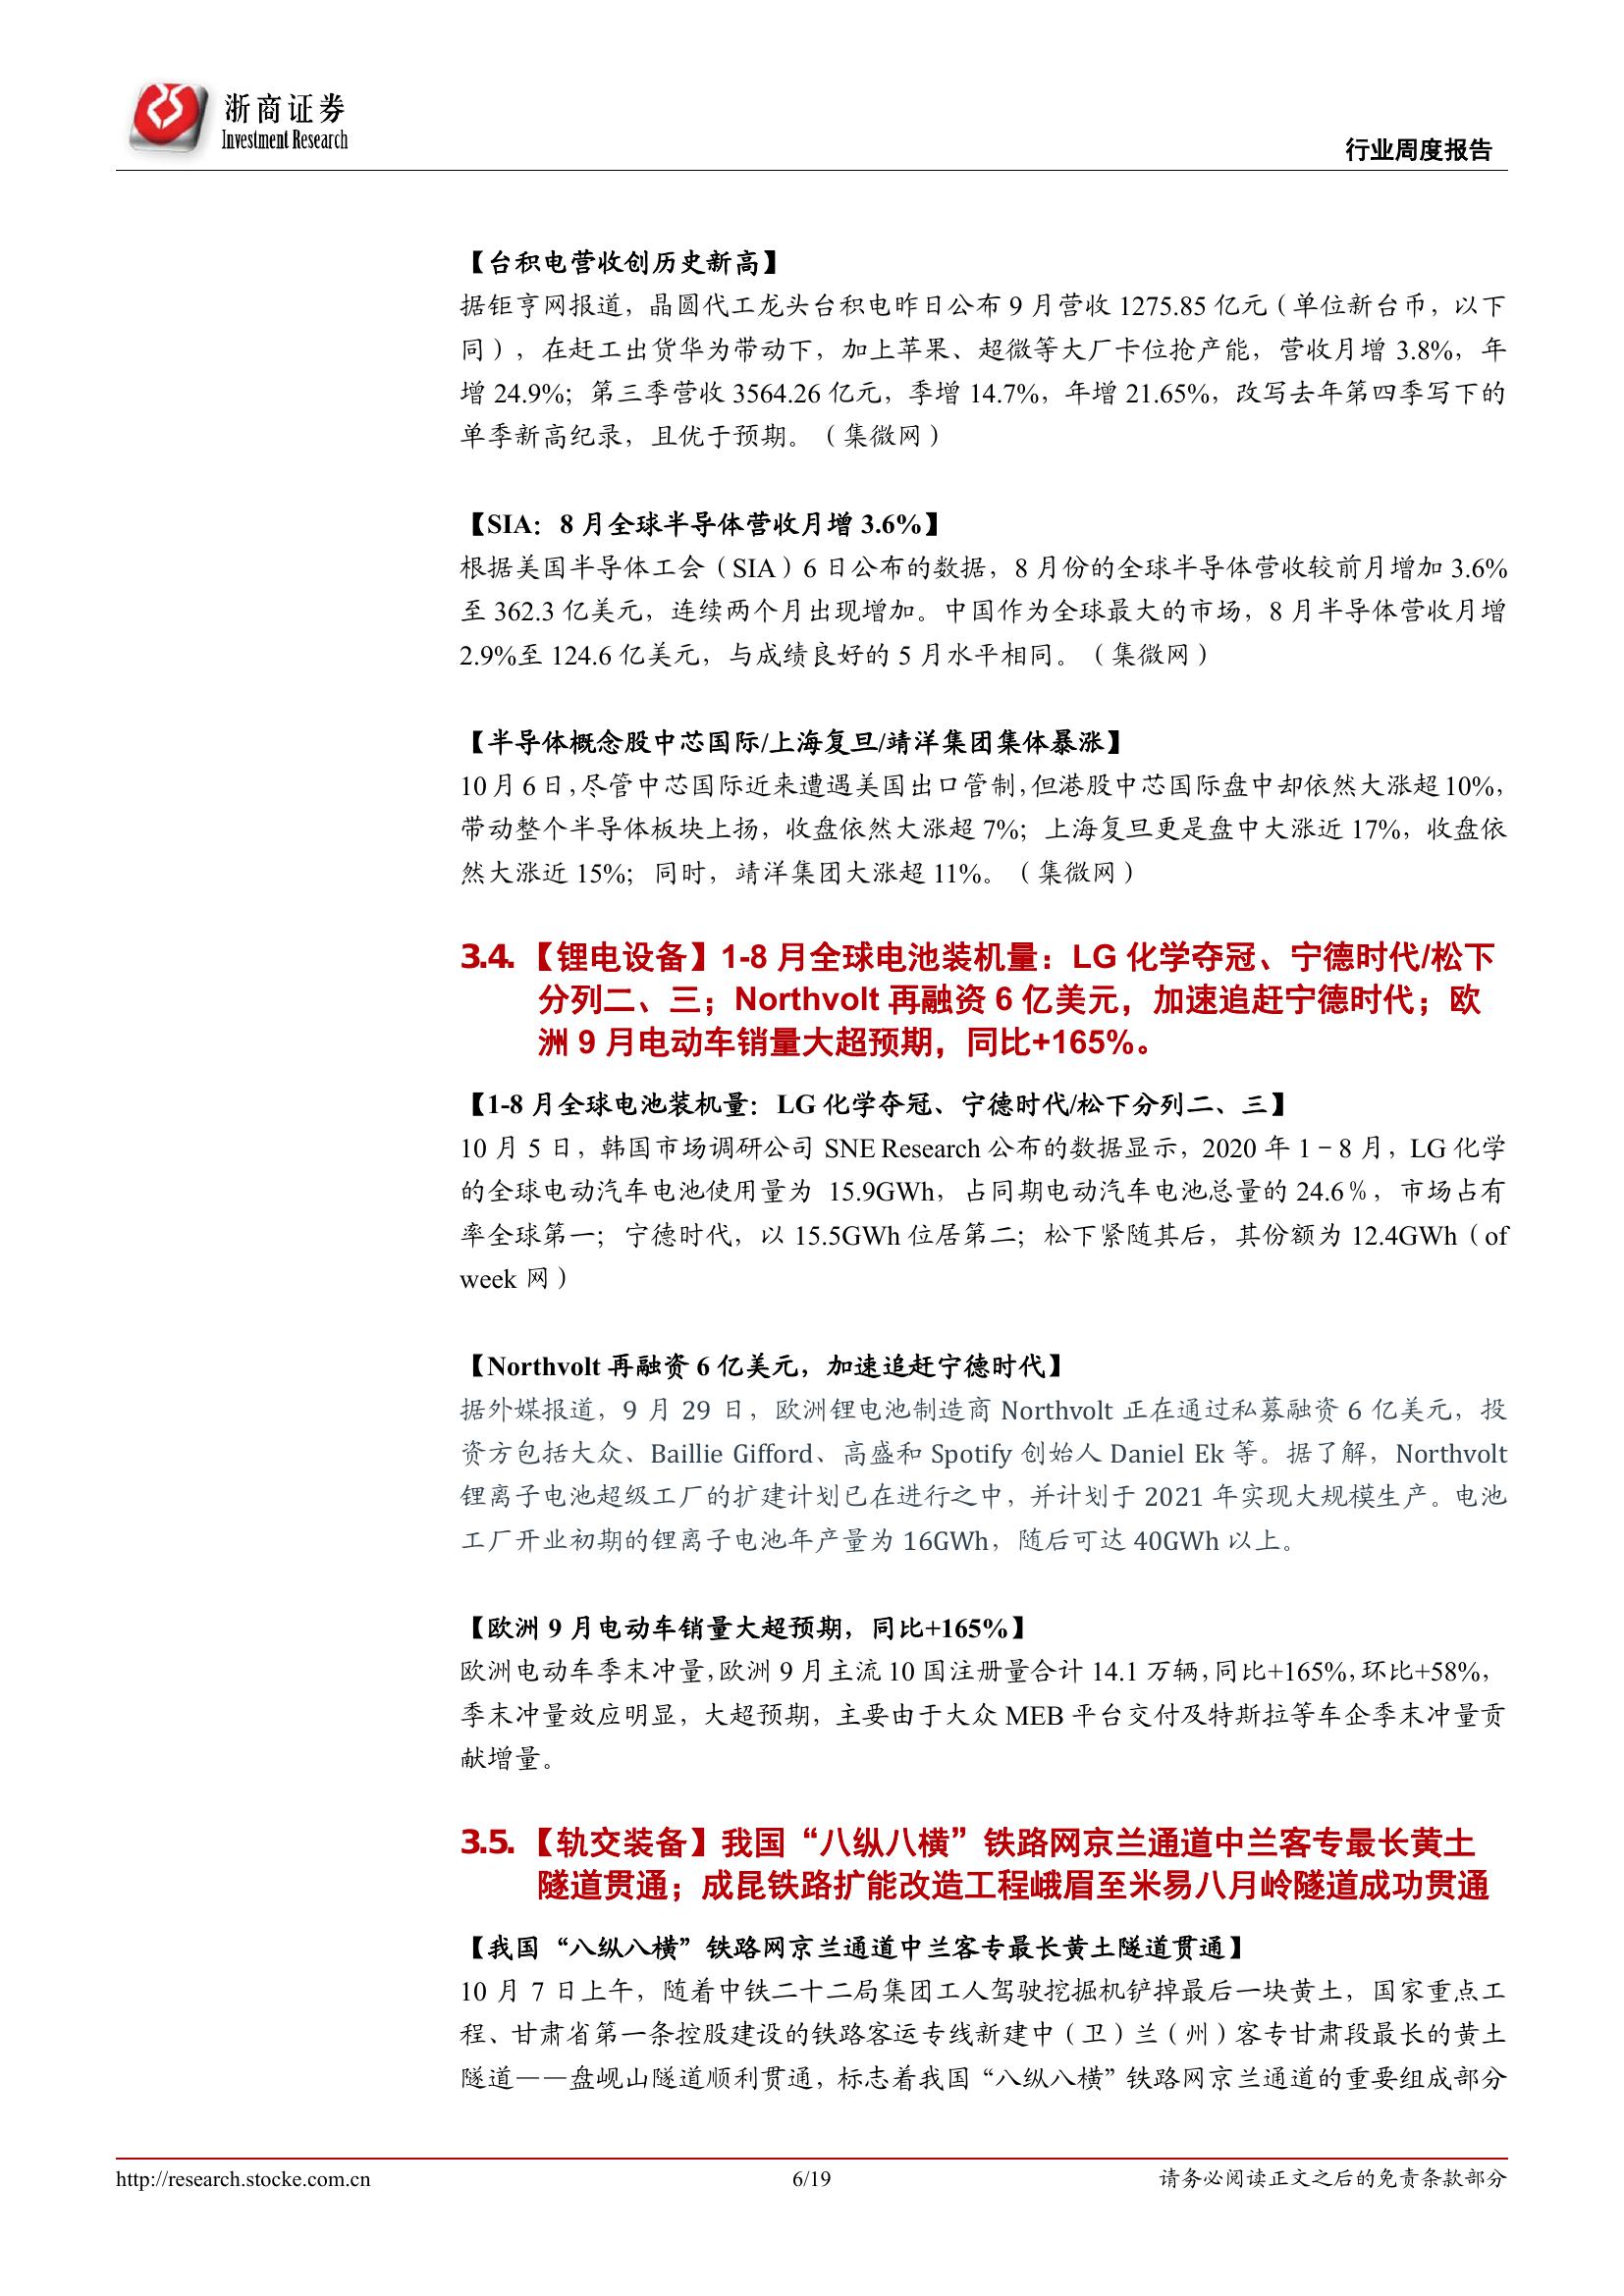 浙商证券
Investment Research
行业周度报告
【台积电营收创历史新高】
据钜亨网报道，晶圆代工龙头台积电昨日公布 9 月营收 1275.85 亿元（单位新台币，以下
同），在赶工出货华为带动下，加上苹果、超微等大厂卡位抢产能，营收月增 3.8%，年
增 24.9%；第三季营收 3564.26 亿元，季增 14.7%，年增 21.65%，改写去年第四季写下的
单季新高纪录，且优于预期。（集微网）
【SIA：8 月全球半导体营收月增 3.6%】
根据美国半导体工会（SIA）6 日公布的数据，8 月份的全球半导体营收较前月增加 3.6%
至 362.3 亿美元，连续两个月出现增加。中国作为全球最大的市场，8 月半导体营收月增
2.9%至 124.6 亿美元，与成绩良好的 5 月水平相同。（集微网）
【半导体概念股中芯国际/上海复旦/靖洋集团集体暴涨】
10 月 6 日，尽管中芯国际近来遭遇美国出口管制，但港股中芯国际盘中却依然大涨超 10%，
带动整个半导体板块上扬，收盘依然大涨超 7%；上海复旦更是盘中大涨近 17%，收盘依
然大涨近 15%；同时，靖洋集团大涨超 11%。（集微网）
3.4. 【锂电设备】1-8 月全球电池装机量：LG 化学夺冠、宁德时代/松下
分列二、三；Northvolt 再融资 6 亿美元，加速追赶宁德时代；欧
洲 9 月电动车销量大超预期，同比+165%。
【1-8 月全球电池装机量：LG 化学夺冠、宁德时代/松下分列二、三】
10 月 5 日，韩国市场调研公司 SNE Research 公布的数据显示，2020 年 1－8 月，LG 化学
的全球电动汽车电池使用量为 15.9GWh，占同期电动汽车电池总量的 24.6％，市场占有
率全球第一；宁德时代，以 15.5GWh 位居第二；松下紧随其后，其份额为 12.4GWh（of
week 网）
【Northvolt 再融资 6 亿美元，加速追赶宁德时代】
据外媒报道，9 月 29 日，欧洲锂电池制造商 Northvolt 正在通过私募融资 6 亿美元，投
资方包括大众、Baillie Gifford、高盛和 Spotify 创始人 Daniel Ek 等。据了解，Northvolt
锂离子电池超级工厂的扩建计划已在进行之中，并计划于 2021 年实现大规模生产。电池
工厂开业初期的锂离子电池年产量为 16GWh，随后可达 40GWh 以上。
【欧洲 9 月电动车销量大超预期，同比+165%】
欧洲电动车季末冲量，欧洲 9 月主流 10 国注册量合计 14.1 万辆，同比+165%，环比+58%，
季末冲量效应明显，大超预期，主要由于大众 MEB 平台交付及特斯拉等车企季末冲量贡
献增量。
3.5. 【轨交装备】我国“八纵八横”铁路网京兰通道中兰客专最长黄土
隧道贯通；成昆铁路扩能改造工程峨眉至米易八月岭隧道成功贯通
【我国“八纵八横”铁路网京兰通道中兰客专最长黄土隧道贯通】
10 月 7 日上午，随着中铁二十二局集团工人驾驶挖掘机铲掉最后一块黄土，国家重点工
程、甘肃省第一条控股建设的铁路客运专线新建中（卫）兰（州）客专甘肃段最长的黄土
隧道——盘岘山隧道顺利贯通，标志着我国“八纵八横”铁路网京兰通道的重要组成部分
http://research.stocke.com.cn
6/19
请务必阅读正文之后的免责条款部分